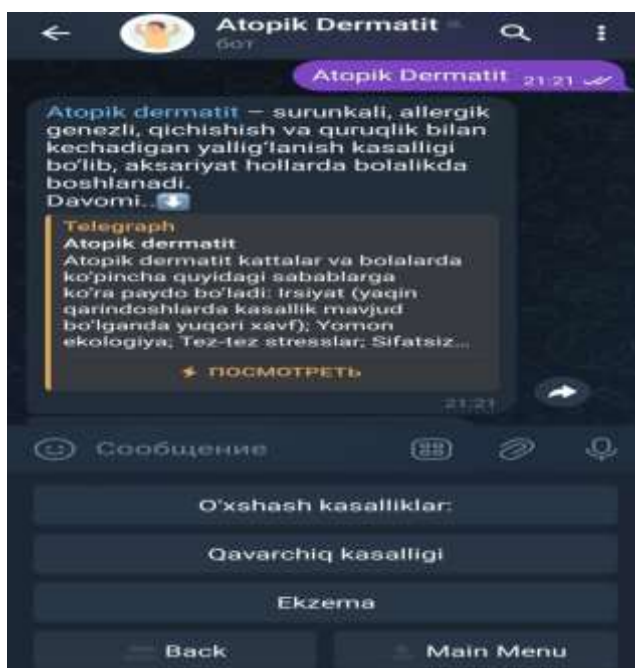 Atopik Dermatit
бот
Atopik Dermatit 21:21
Atopik dermatit – surunkali, allergik
genezli, qichishish va quruqlik bilan
kechadigan yallig'lanish kasalligi
bo'lib, aksariyat hollarda bolalikda
boshlanadi.
Davomi..
Telegraph
Atopik dermatit
Atopik dermatit kattalar va bolalarda
ko'pincha quyidagi sabablarga
ko'ra paydo bo'ladi: Irsiyat (yaqin
qarindoshlarda kasallik mavjud
bo'lganda yuqori xavf); Yomon
ekologiya; Tez-tez stresslar; Sifatsiz...
ПОСМОТРЕТЬ
21:21
Сообщение
O'xshash kasalliklar:
Qavarchiq kasalligi
Ekzema
Back
Main Menu